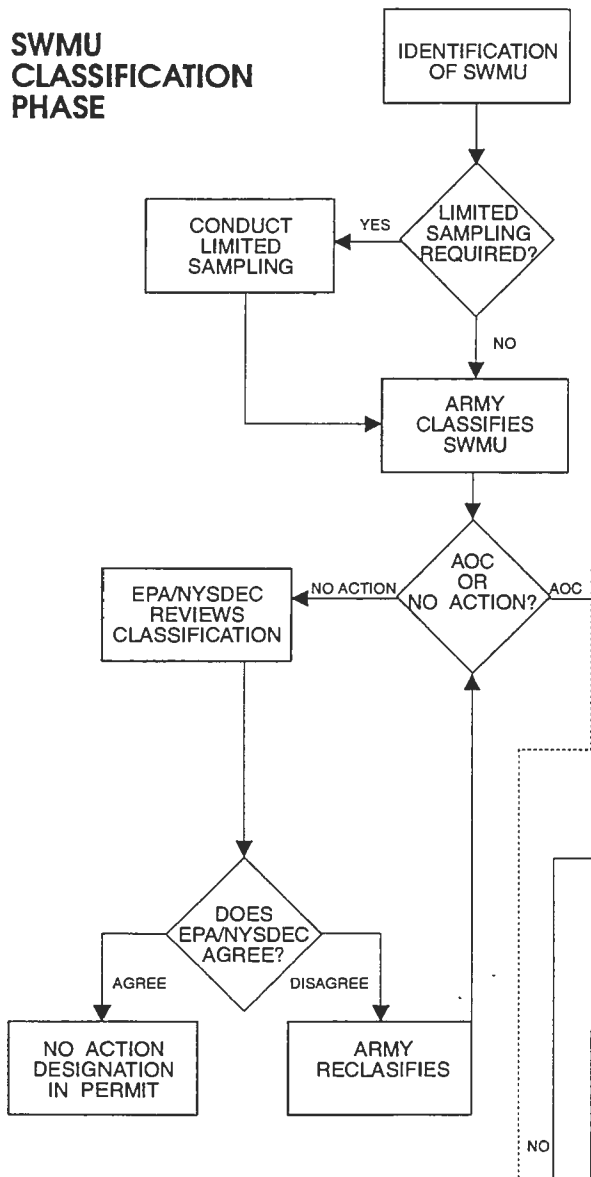 SWMU
CLASSIFICATION
PHASE
IDENTIFICATION
OF SWMU
LIMITED
SAMPLING
REQUIRED?
YES
CONDUCT
LIMITED
SAMPLING
NO
ARMY
CLASSIFIES
SWMU
AOC
OR
NO ACTION?
NO ACTION
AOC
EPA/NYSDEC
REVIEWS
CLASSIFICATION
DOES
EPA/NYSDEC
AGREE?
AGREE
DISAGREE
NO ACTION
DESIGNATION
IN PERMIT
ARMY
RECLASIFIES
NO